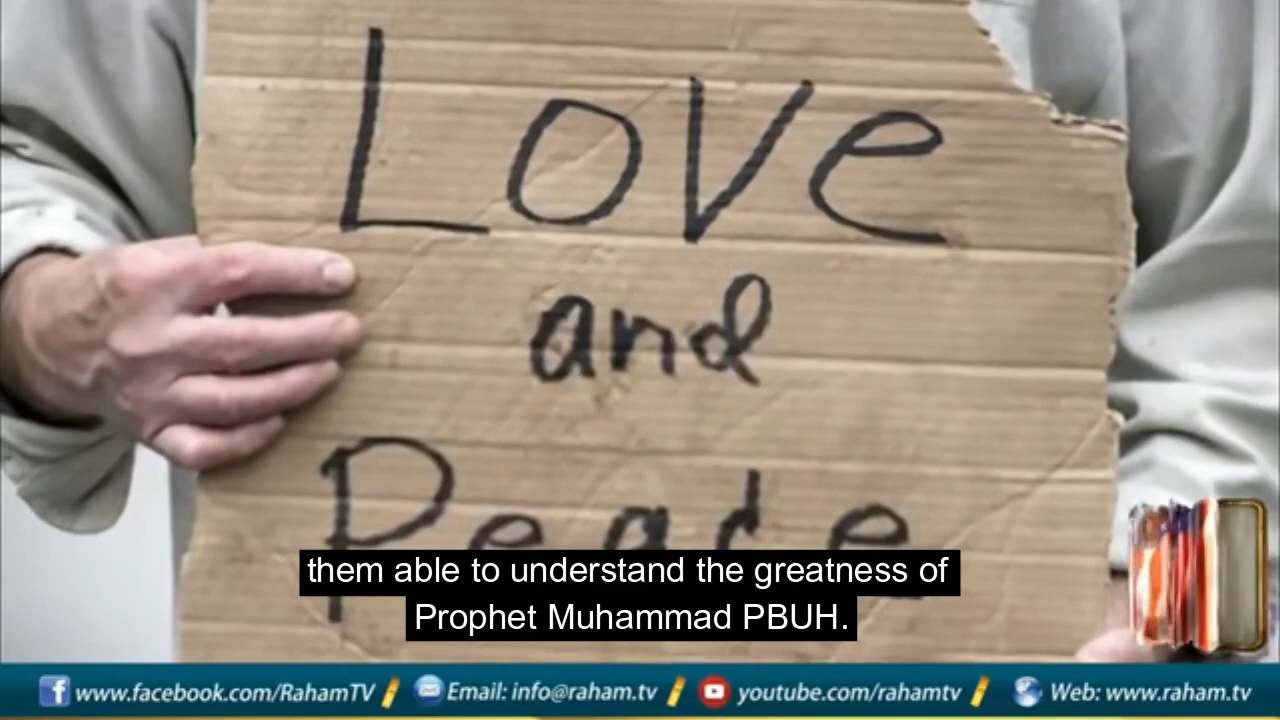 Love
and
Peace
them able to understand the greatness of
Prophet Muhammad PBUH.
www.facebook.com/RahamTV Email: info@raham.tv youtube.com/rahamtv Web: www.raham.tv